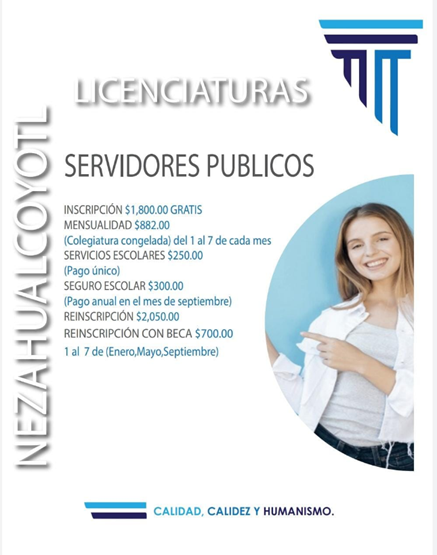 LICENCIATURAS
NEZAHUALCOYOTL
SERVIDORES PUBLICOS
INSCRIPCIÓN $1,800.00 GRATIS
MENSUALIDAD $882.00
(Colegiatura congelada) del 1 al 7 de cada mes
SERVICIOS ESCOLARES $250.00
(Pago único)
SEGURO ESCOLAR $300.00
(Pago anual en el mes de septiembre)
REINSCRIPCIÓN $2,050.00
REINSCRIPCIÓN CON BECA $700.00
1 al 7 de (Enero,Mayo,Septiembre)
CALIDAD, CALIDEZ Y HUMANISMO.